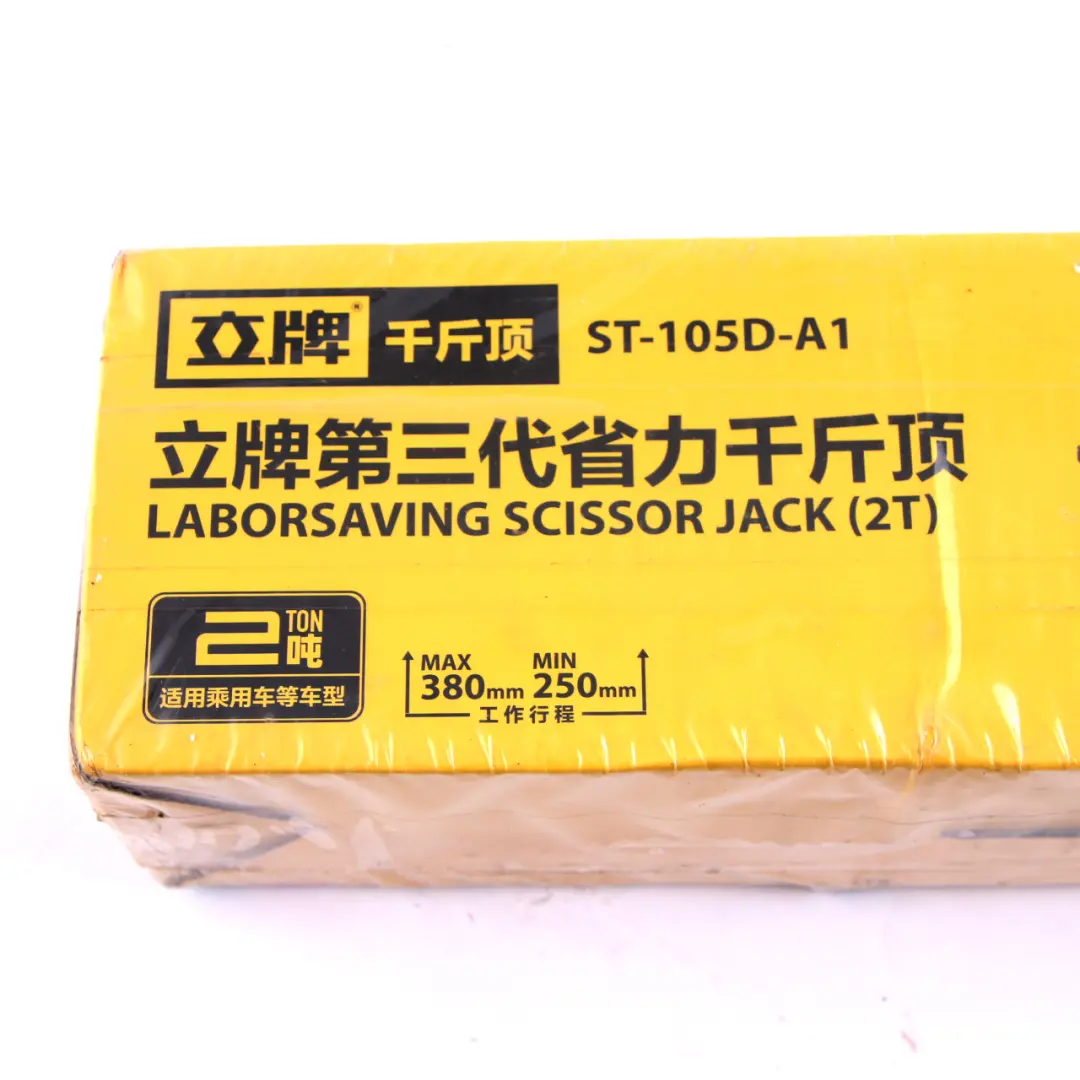 立牌® 千斤顶 ST-105D-A1
立牌第三代省力千斤顶
LABORSAVING SCISSOR JACK (2T)
2 TON 吨
适用乘用车等车型
MAX MIN
380mm 250mm
工作行程